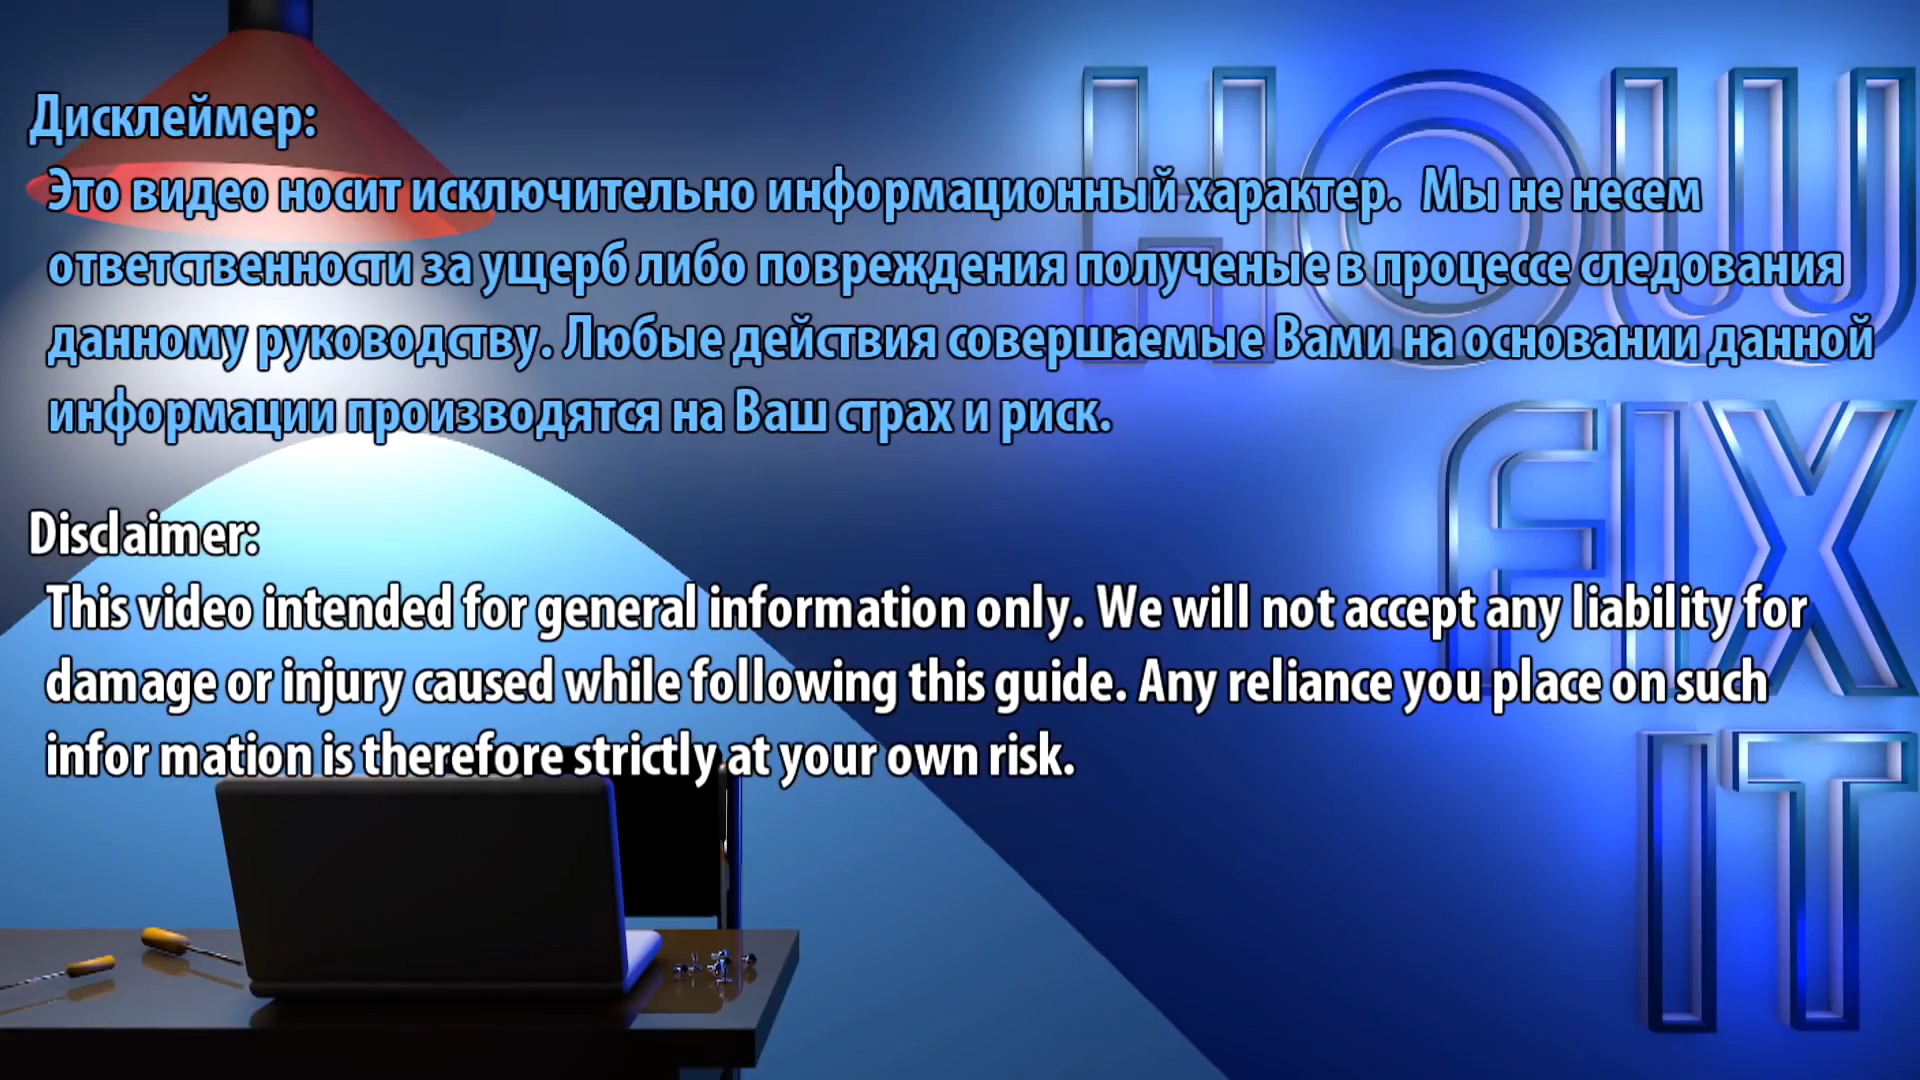 Дисклеймер:
Это видео носит исключительно информационный характер. Мы не несем
ответственности за ущерб либо повреждения полученые в процессе следования
данному руководству. Любые действия совершаемые Вами на основании данной
информации производятся на Ваш страх и риск.
Disclaimer:
This video intended for general information only. We will not accept any liability for
damage or injury caused while following this guide. Any reliance you place on such
infor mation is therefore strictly at your own risk.
HOW
FIX
IT